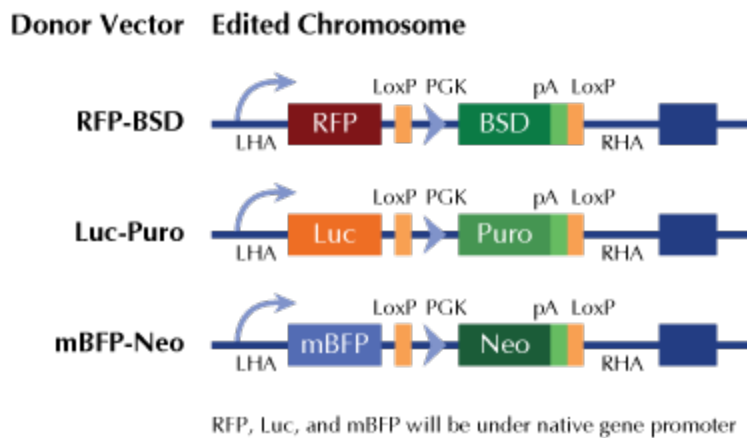 Donor Vector Edited Chromosome
LoxP PGK pA LoxP
RFP-BSD RFP BSD
LHA RHA
LoxP PGK pA LoxP
Luc-Puro Luc Puro
LHA RHA
LoxP PGK pA LoxP
mBFP-Neo mBFP Neo
LHA RHA
RFP, Luc, and mBFP will be under native gene promoter